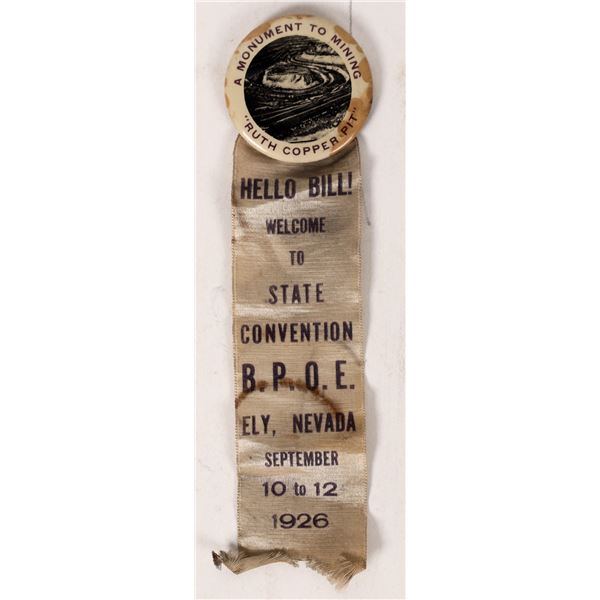 A MONUMENT TO MINING
"RUTH COPPER PIT"
HELLO BILL!
WELCOME
TO
STATE
CONVENTION
B.P.O.E.
ELY, NEVADA
SEPTEMBER
10 to 12
1926